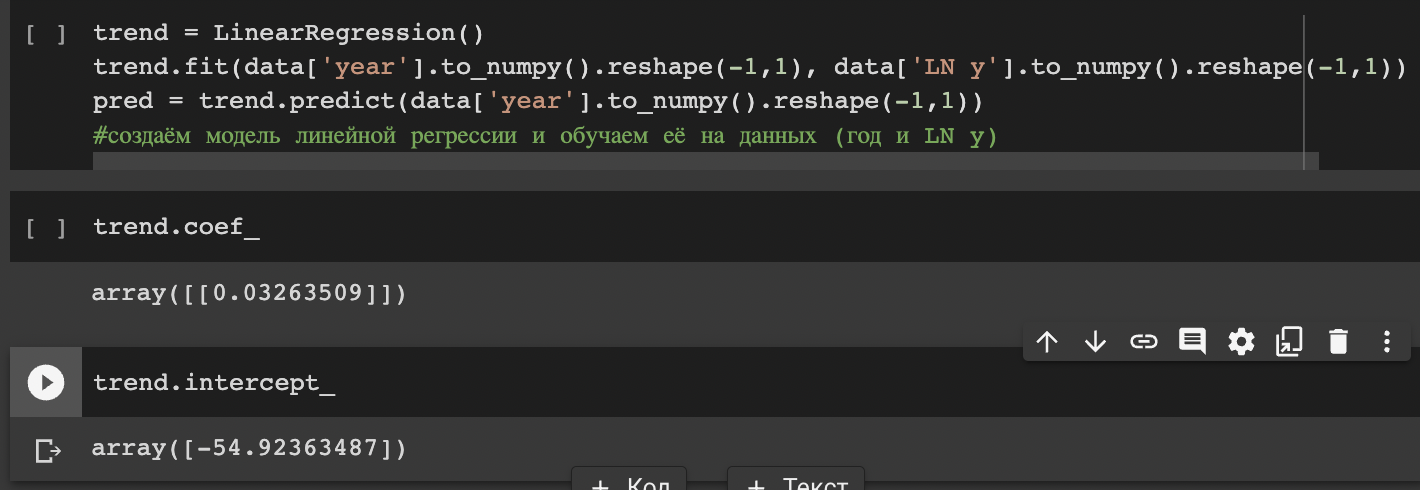 [ ] trend = LinearRegression()
trend.fit(data['year'].to_numpy().reshape(-1,1), data['LN y'].to_numpy().reshape(-1,1))
pred = trend.predict(data['year'].to_numpy().reshape(-1,1))
#создаём модель линейной регрессии и обучаем её на данных (год и LN y)
[ ] trend.coef_
array([[0.03263509]])
trend.intercept_
array([-54.92363487])
+ Код + Текст